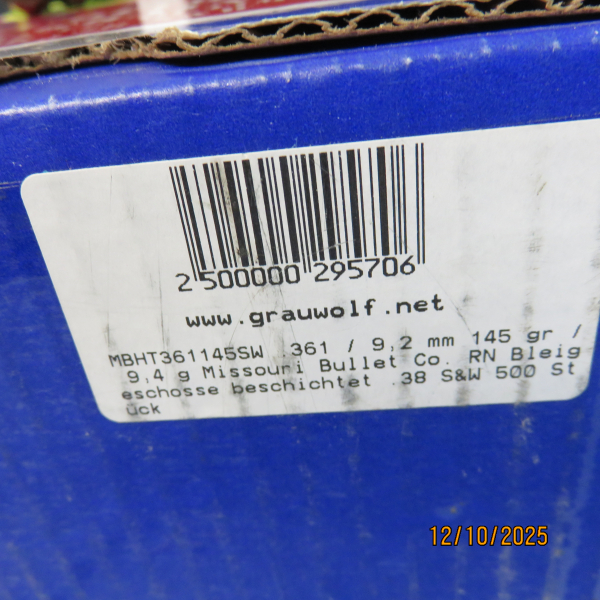 2 500000 295706
www.grauwolf.net
MBHT361145SW .361 / 9,2 mm 145 gr /
9,4 g Missouri Bullet Co. RN Bleig
eschosse beschichtet .38 S&W 500 St
ück
12/10/2025